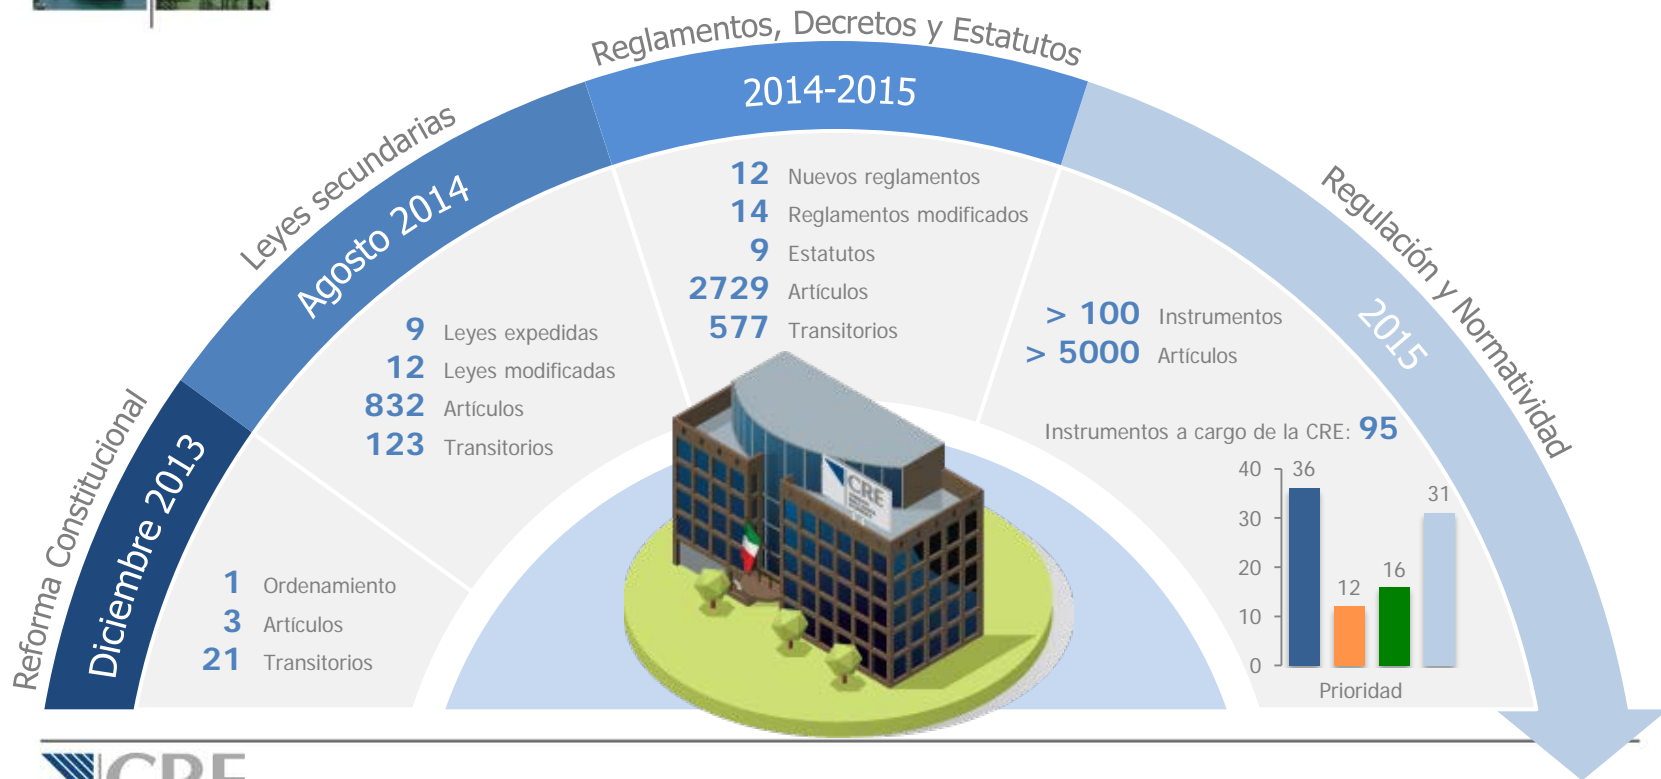 Reforma Constitucional
Diciembre 2013
1 Ordenamiento
3 Artículos
21 Transitorios
Leyes secundarias
Agosto 2014
9 Leyes expedidas
12 Leyes modificadas
832 Artículos
123 Transitorios
Reglamentos, Decretos y Estatutos
2014-2015
12 Nuevos reglamentos
14 Reglamentos modificados
9 Estatutos
2729 Artículos
577 Transitorios
Regulación y Normatividad
2015
> 100 Instrumentos
> 5000 Artículos
Instrumentos a cargo de la CRE: 95
40
30
20
10
0
36
12
16
31
Prioridad
CRE
CRE